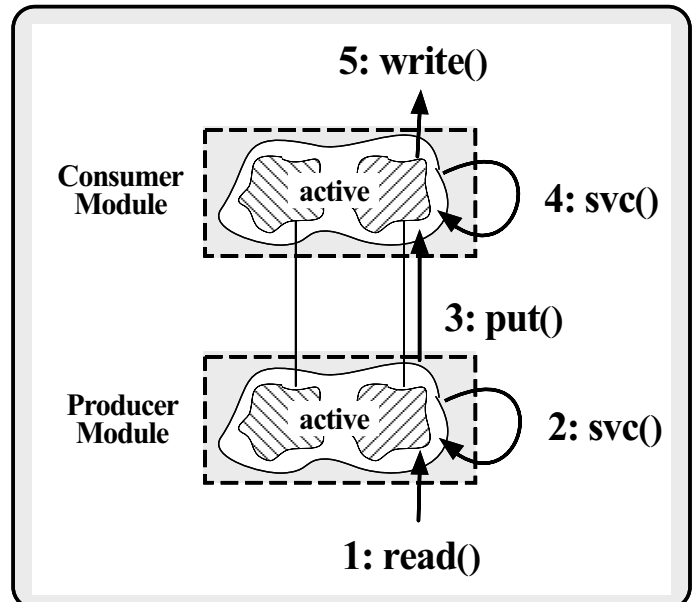 5: write()
Consumer
Module
active
4: svc()
3: put()
Producer
Module
active
2: svc()
1: read()